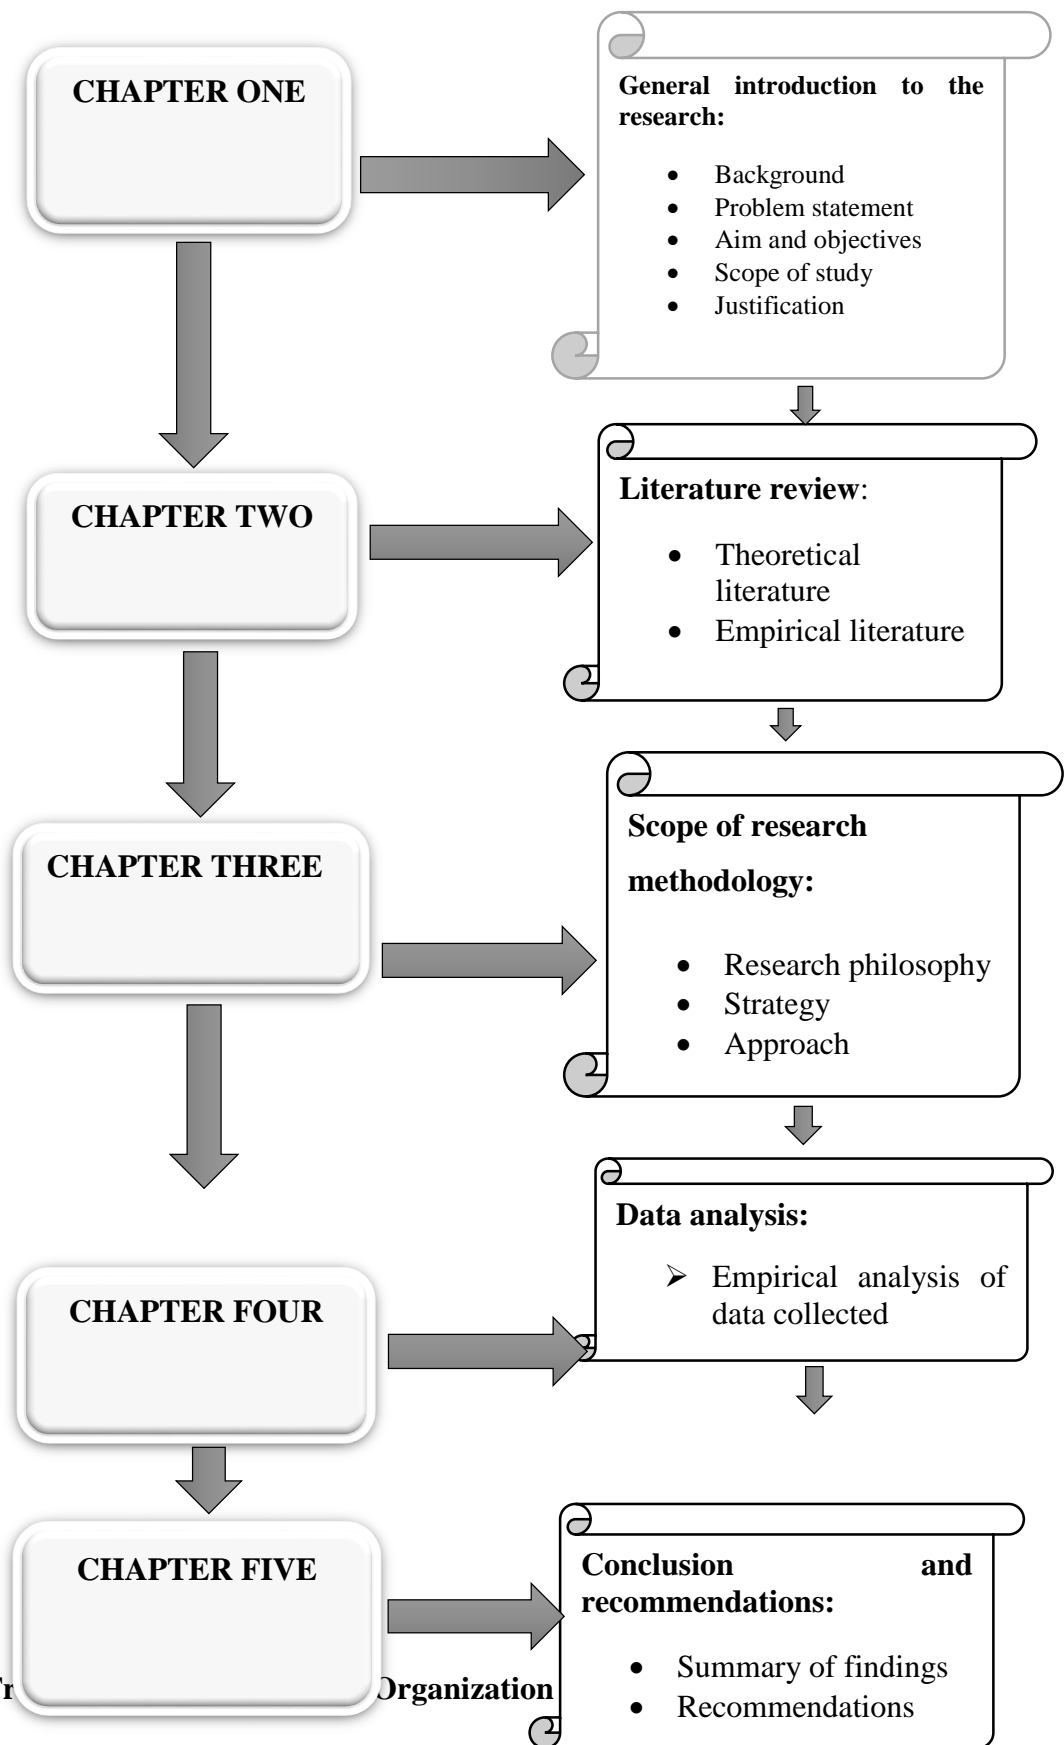 CHAPTER ONE
General introduction to the
research:
• Background
• Problem statement
• Aim and objectives
• Scope of study
• Justification
CHAPTER TWO
Literature review:
• Theoretical
literature
• Empirical literature
CHAPTER THREE
Scope of research
methodology:
• Research philosophy
• Strategy
• Approach
CHAPTER FOUR
Data analysis:
➢ Empirical analysis of
data collected
CHAPTER FIVE
Conclusion and
recommendations:
• Summary of findings
• Recommendations
Organization